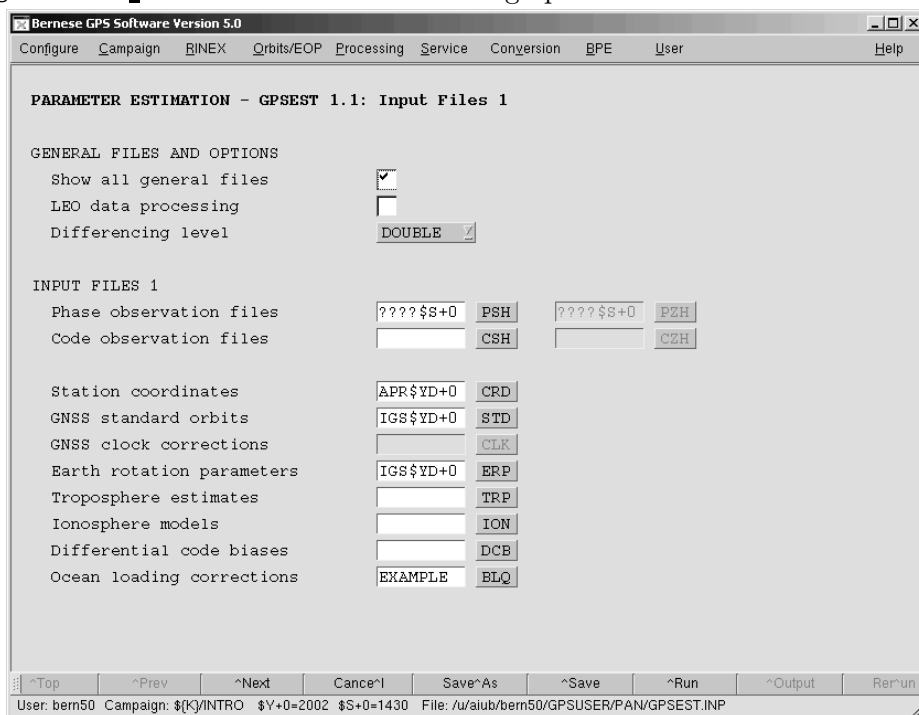 Bernese GPS Software Version 5.0
Configure Campaign RINEX Orbits/EOP Processing Service Conversion BPE User Help
PARAMETER ESTIMATION - GPSEST 1.1: Input Files 1
GENERAL FILES AND OPTIONS
Show all general files
LEO data processing
Differencing level DOUBLE
INPUT FILES 1
Phase observation files ????$S+0 PSH ????$S+0 PZH
Code observation files CSH CZH
Station coordinates APR$YD+0 CRD
GNSS standard orbits IGS$YD+0 STD
GNSS clock corrections CLK
Earth rotation parameters IGS$YD+0 ERP
Troposphere estimates TRP
Ionosphere models ION
Differential code biases DCB
Ocean loading corrections EXAMPLE BLQ
^Top ^Prev ^Next Cance^l Save^As ^Save ^Run ^Output Rer^un
User: bern50 Campaign: ${K}/INTRO $Y+0=2002 $S+0=1430 File: /u/aiub/bern50/GPSUSER/PAN/GPSEST.INP